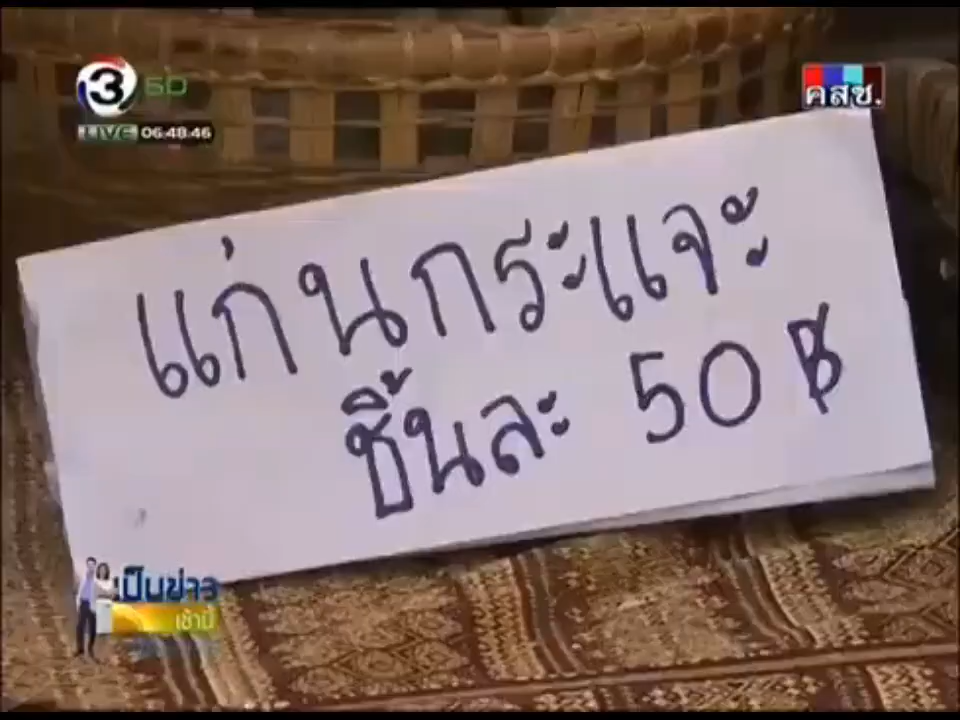 3 SD
LIVE 06:48:46
คสช.
แก่นกระแจะ
ชิ้นละ 50 ฿
เป็นข่าว
เช้านี้